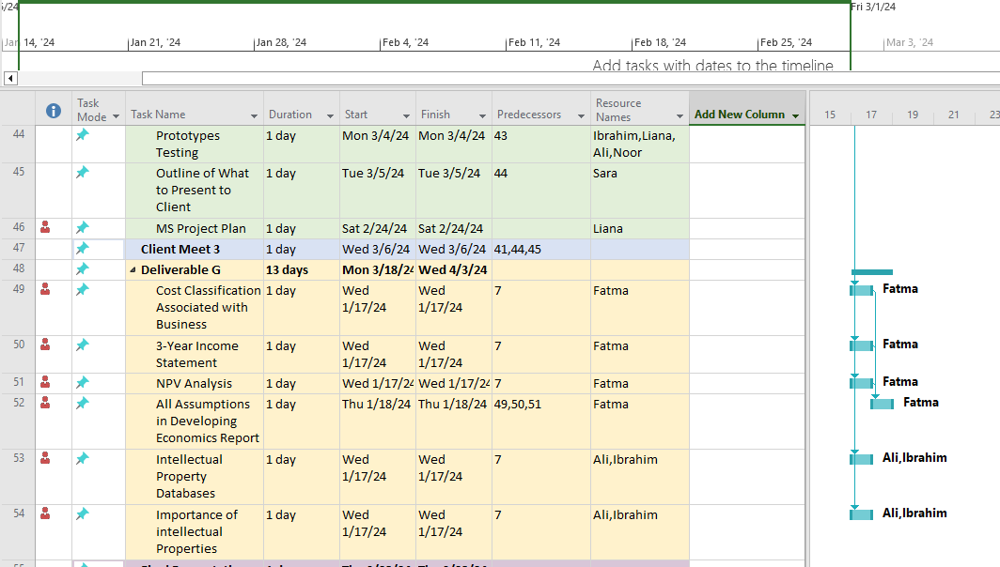 5/24
Fri 3/1/24
Jan 14, '24 Jan 21, '24 Jan 28, '24 Feb 4, '24 Feb 11, '24 Feb 18, '24 Feb 25, '24 Mar 3, '24
Add tasks with dates to the timeline
Task Mode Task Name Duration Start Finish Predecessors Resource Names Add New Column 15 17 19 21 23
44 Prototypes Testing 1 day Mon 3/4/24 Mon 3/4/24 43 Ibrahim,Liana, Ali,Noor
45 Outline of What to Present to Client 1 day Tue 3/5/24 Tue 3/5/24 44 Sara
46 MS Project Plan 1 day Sat 2/24/24 Sat 2/24/24 Liana
47 Client Meet 3 1 day Wed 3/6/24 Wed 3/6/24 41,44,45
48 Deliverable G 13 days Mon 3/18/24 Wed 4/3/24
49 Cost Classification Associated with Business 1 day Wed 1/17/24 Wed 1/17/24 7 Fatma Fatma
50 3-Year Income Statement 1 day Wed 1/17/24 Wed 1/17/24 7 Fatma Fatma
51 NPV Analysis 1 day Wed 1/17/24 Wed 1/17/24 7 Fatma Fatma
52 All Assumptions in Developing Economics Report 1 day Thu 1/18/24 Thu 1/18/24 49,50,51 Fatma Fatma
53 Intellectual Property Databases 1 day Wed 1/17/24 Wed 1/17/24 7 Ali,Ibrahim Ali,Ibrahim
54 Importance of intellectual Properties 1 day Wed 1/17/24 Wed 1/17/24 7 Ali,Ibrahim Ali,Ibrahim